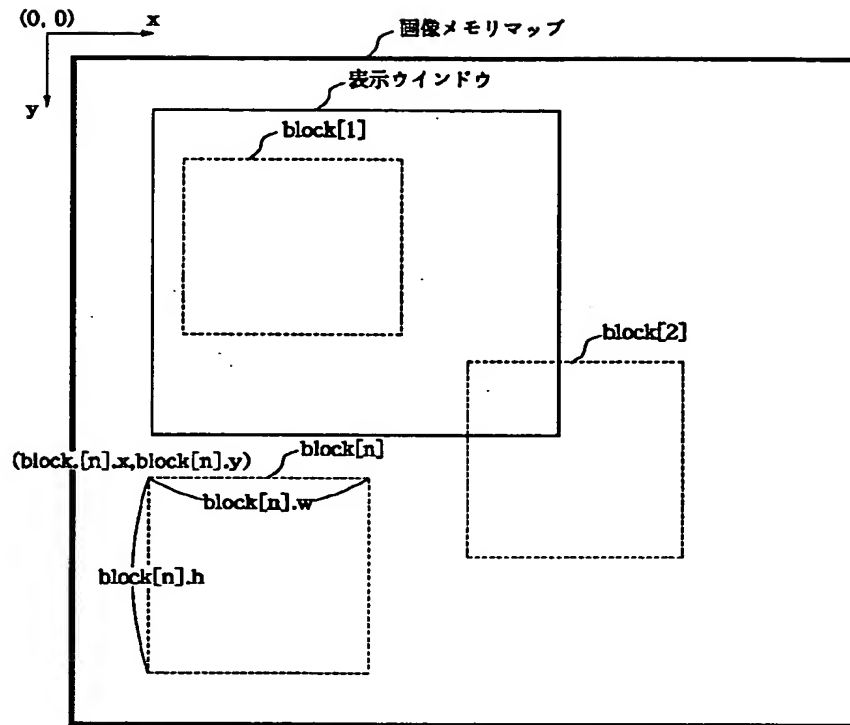 (0, 0)
x
画像メモリマップ
y
表示ウインドウ
block[1]
block[2]
block[n]
(block.[n].x,block[n].y)
block[n].w
block[n].h